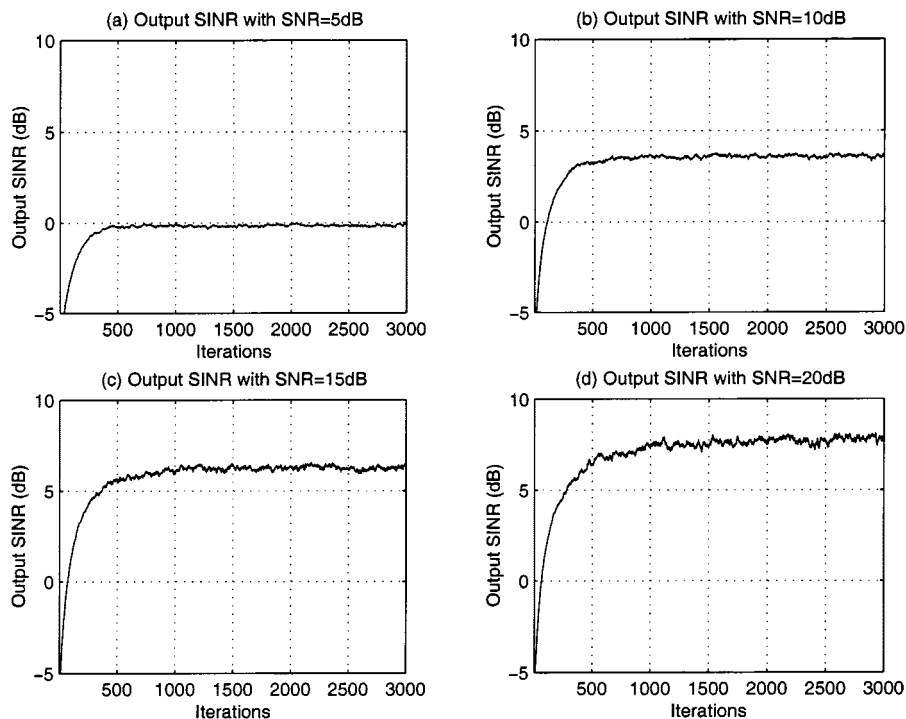 (a) Output SINR with SNR=5dB
10
5
0
−5
Output SINR (dB)
500 1000 1500 2000 2500 3000
Iterations
(b) Output SINR with SNR=10dB
10
5
0
−5
Output SINR (dB)
500 1000 1500 2000 2500 3000
Iterations
(c) Output SINR with SNR=15dB
10
5
0
−5
Output SINR (dB)
500 1000 1500 2000 2500 3000
Iterations
(d) Output SINR with SNR=20dB
10
5
0
−5
Output SINR (dB)
500 1000 1500 2000 2500 3000
Iterations